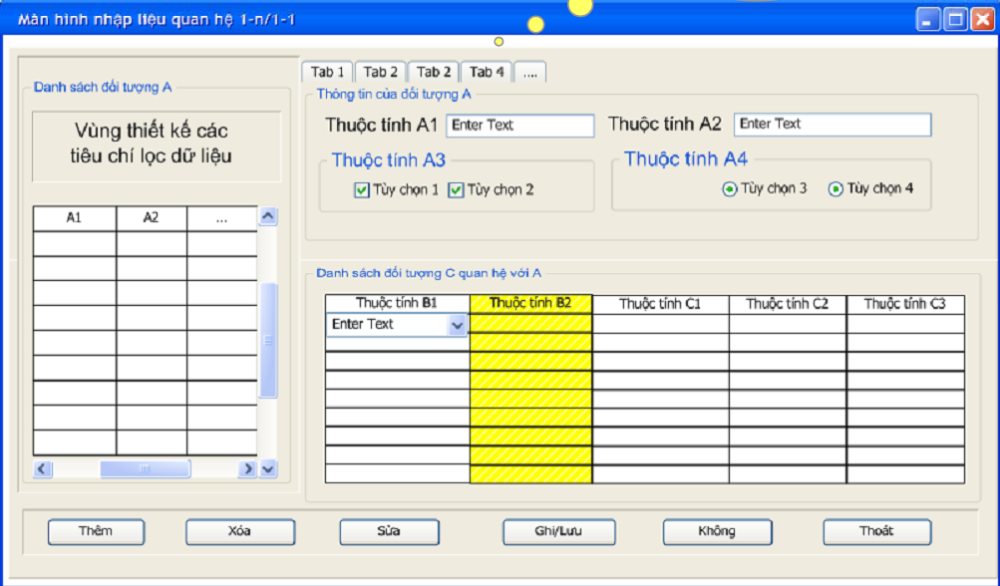 Màn hình nhập liệu quan hệ 1-n/1-1
Danh sách đối tượng A
Vùng thiết kế các
tiêu chí lọc dữ liệu
A1 A2 ...
Tab 1 Tab 2 Tab 2 Tab 4 ....
Thông tin của đối tượng A
Thuộc tính A1 Enter Text Thuộc tính A2 Enter Text
Thuộc tính A3 Thuộc tính A4
Tùy chọn 1 Tùy chọn 2 Tùy chọn 3 Tùy chọn 4
Danh sách đối tượng C quan hệ với A
Thuộc tính B1 Thuộc tính B2 Thuộc tính C1 Thuộc tính C2 Thuộc tính C3
Enter Text
Thêm Xóa Sửa Ghi/Lưu Không Thoát